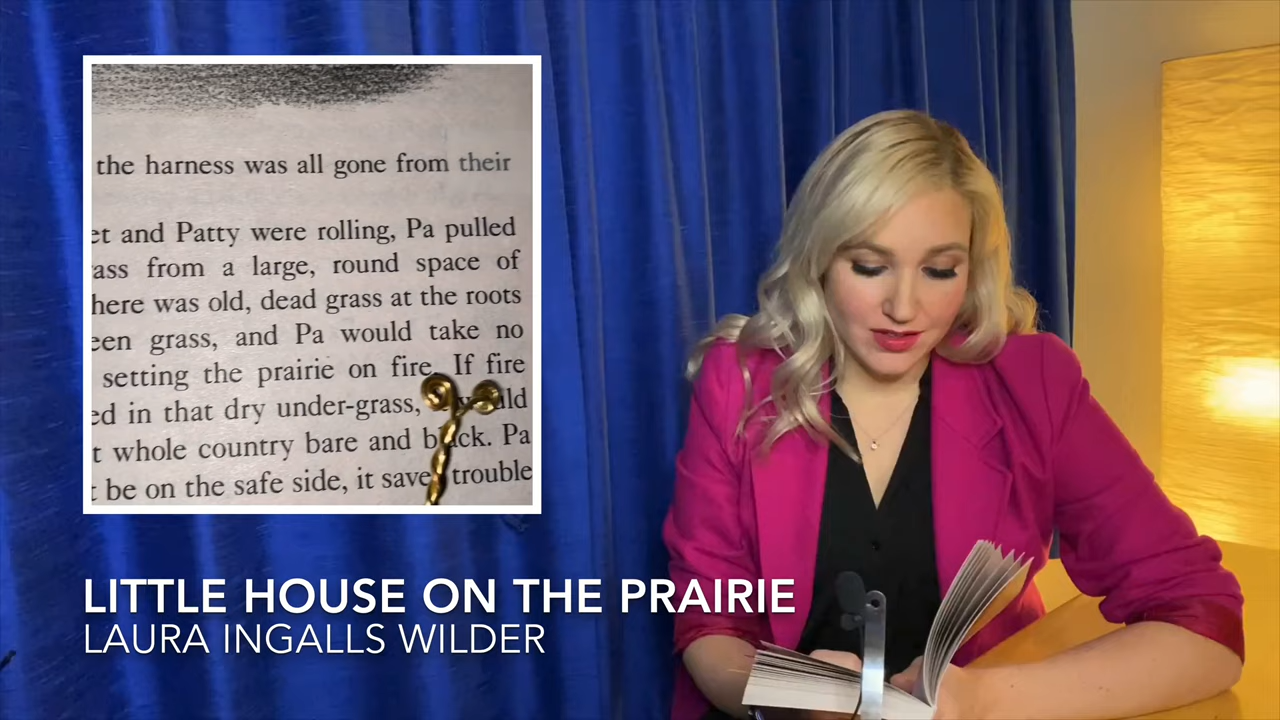 the harness was all gone from their
et and Patty were rolling, Pa pulled
ass from a large, round space of
here was old, dead grass at the roots
een grass, and Pa would take no
setting the prairie on fire. If fire
ed in that dry under-grass,
t whole country bare and Pa
be on the safe side, it trouble
LITTLE HOUSE ON THE PRAIRIE
LAURA INGALLS WILDER